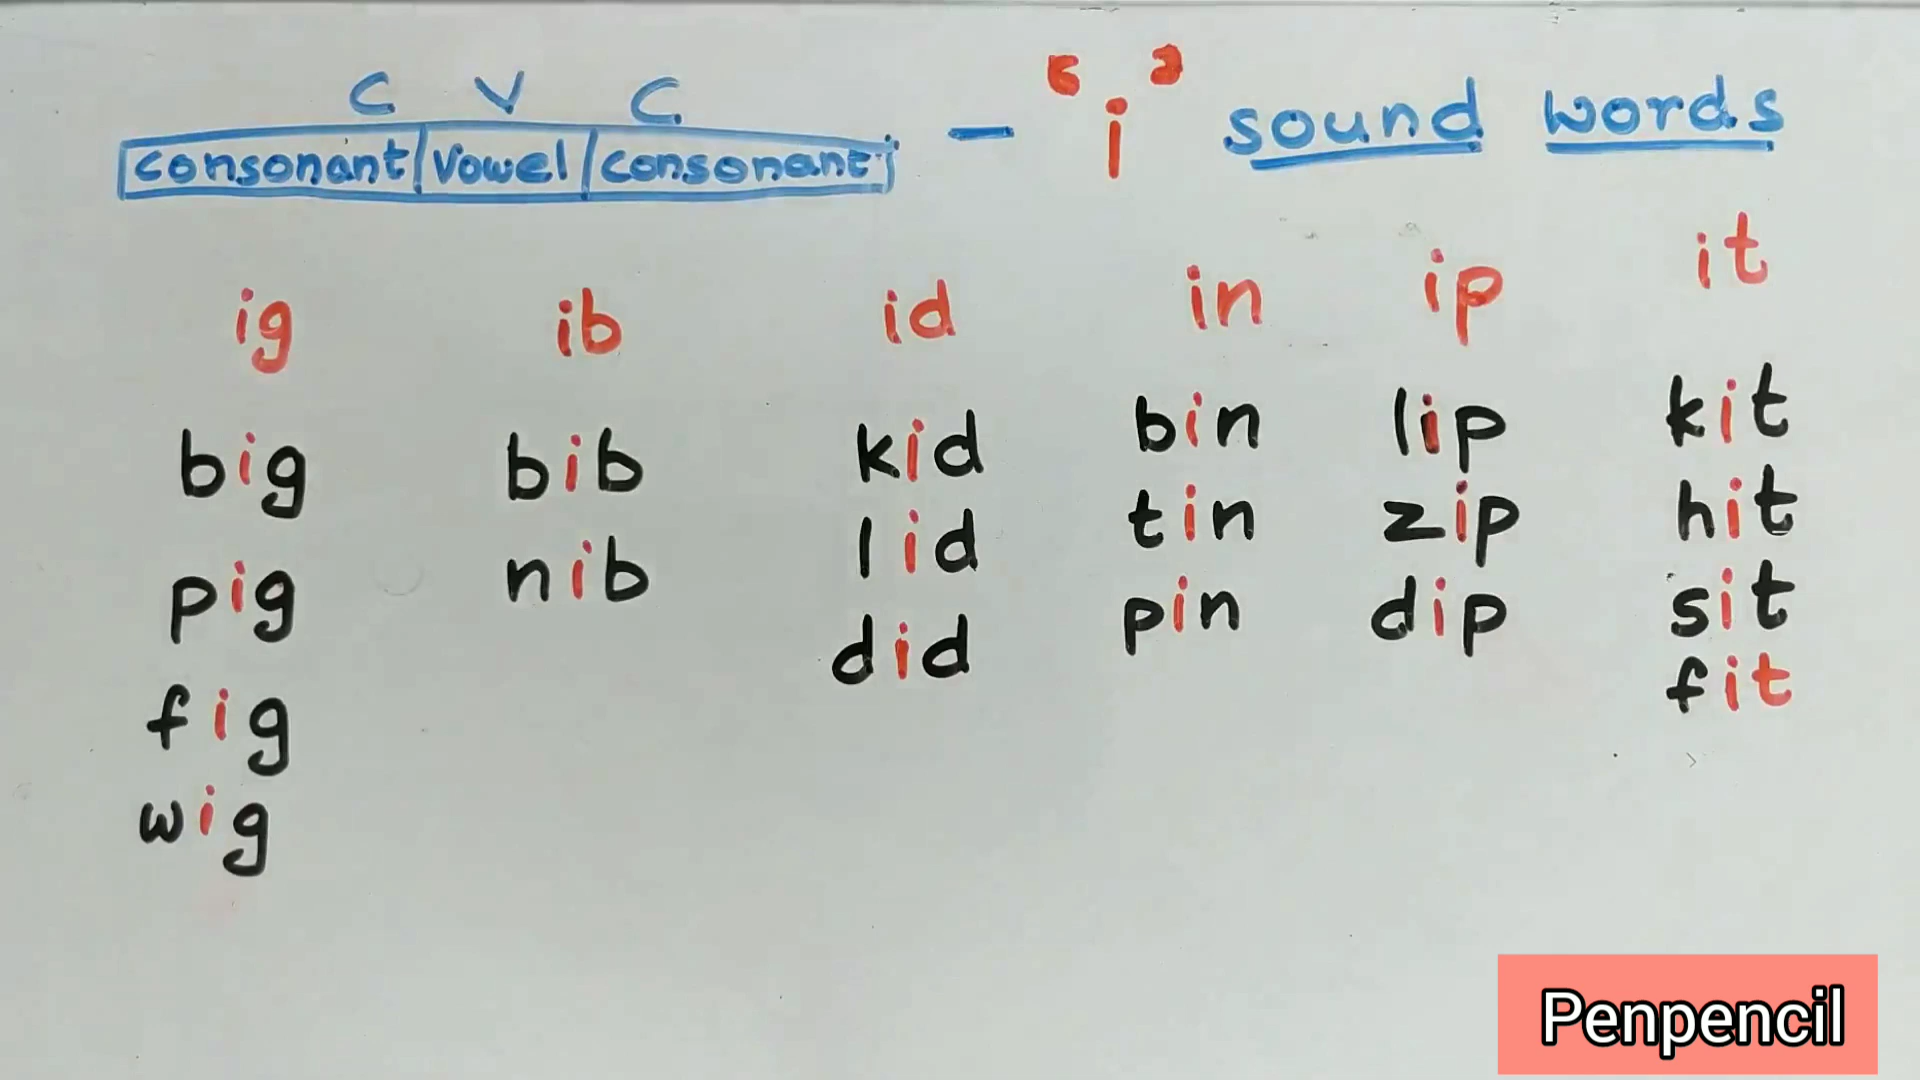 C V C
consonant/vowel/consonant - 'i' sound words
ig ib id in ip it
big bib kid bin lip kit
pig nib lid tin zip hit
fig did pin dip sit
wig fit
Penpencil